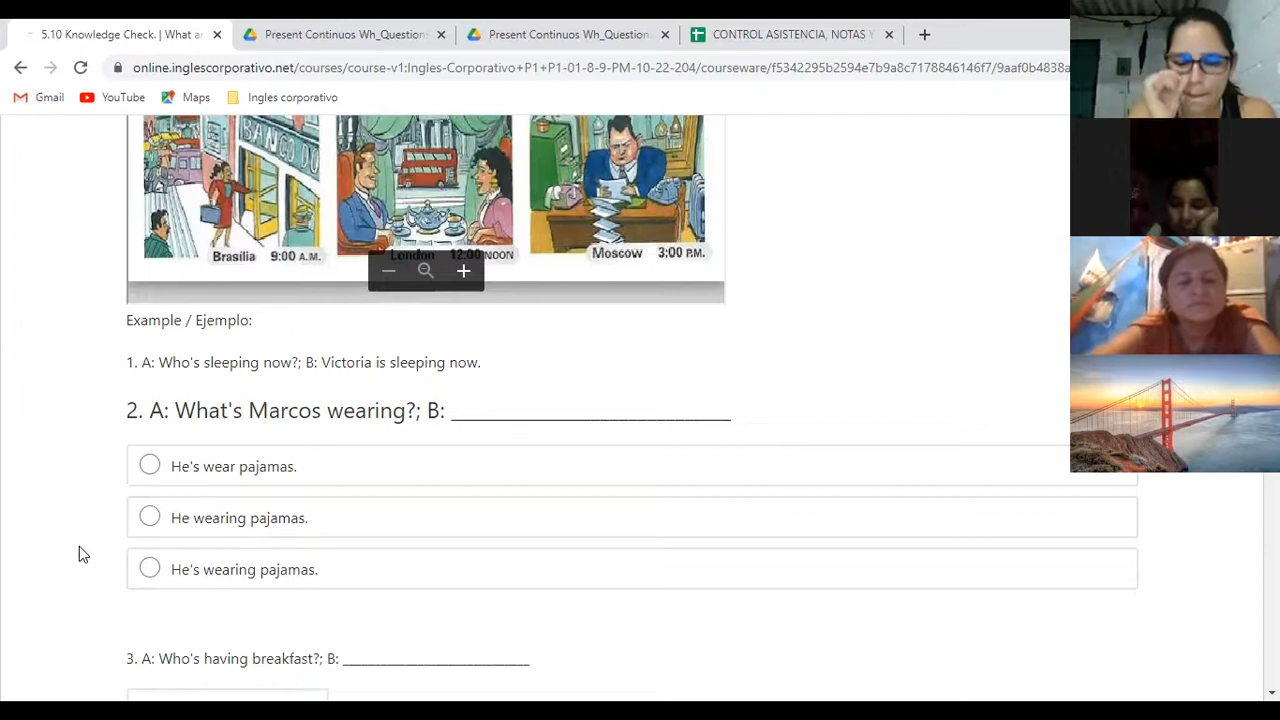 5.10 Knowledge Check. | What a
Present Continuos Wh_Question
Present Continuos Wh_Question
CONTROL ASISTENCIA, NOTAS Y
online.inglescorporativo.net/courses/course-v1:Ingles-Corporativo+P1+P1-01-8-9-PM-10-22-204/courseware/f5342295b2594e7b9a8c7178846146f7/9aaf0b4838a
Gmail
YouTube
Maps
Ingles corporativo
BANCO DO
Brasilia 9:00 A.M.
London 12:00 NOON
Moscow 3:00 P.M.
Example / Ejemplo:
1. A: Who's sleeping now?; B: Victoria is sleeping now.
2. A: What's Marcos wearing?; B: ____________________________
He's wear pajamas.
He wearing pajamas.
He's wearing pajamas.
3. A: Who's having breakfast?; B: ____________________________